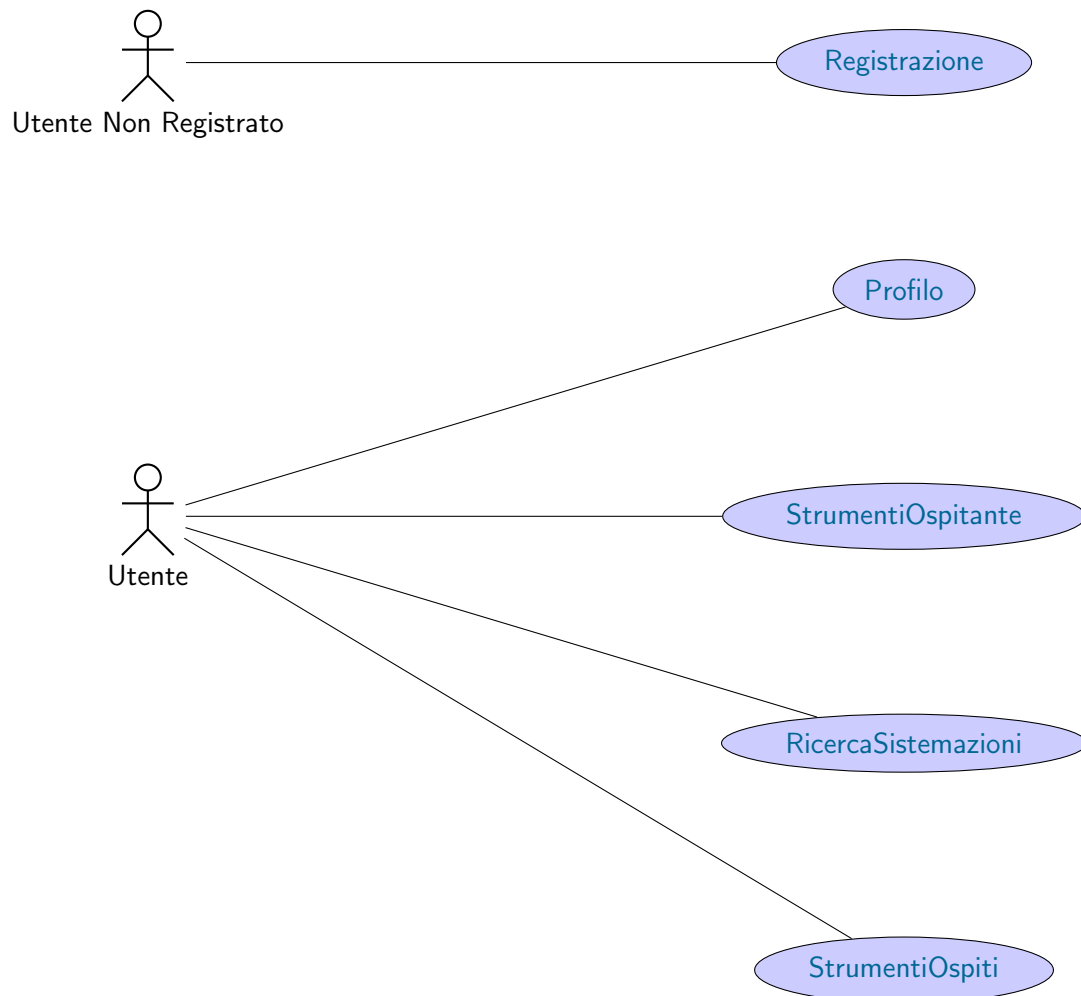 Registrazione
Utente Non Registrato
Profilo
StrumentiOspitante
Utente
RicercaSistemazioni
StrumentiOspiti